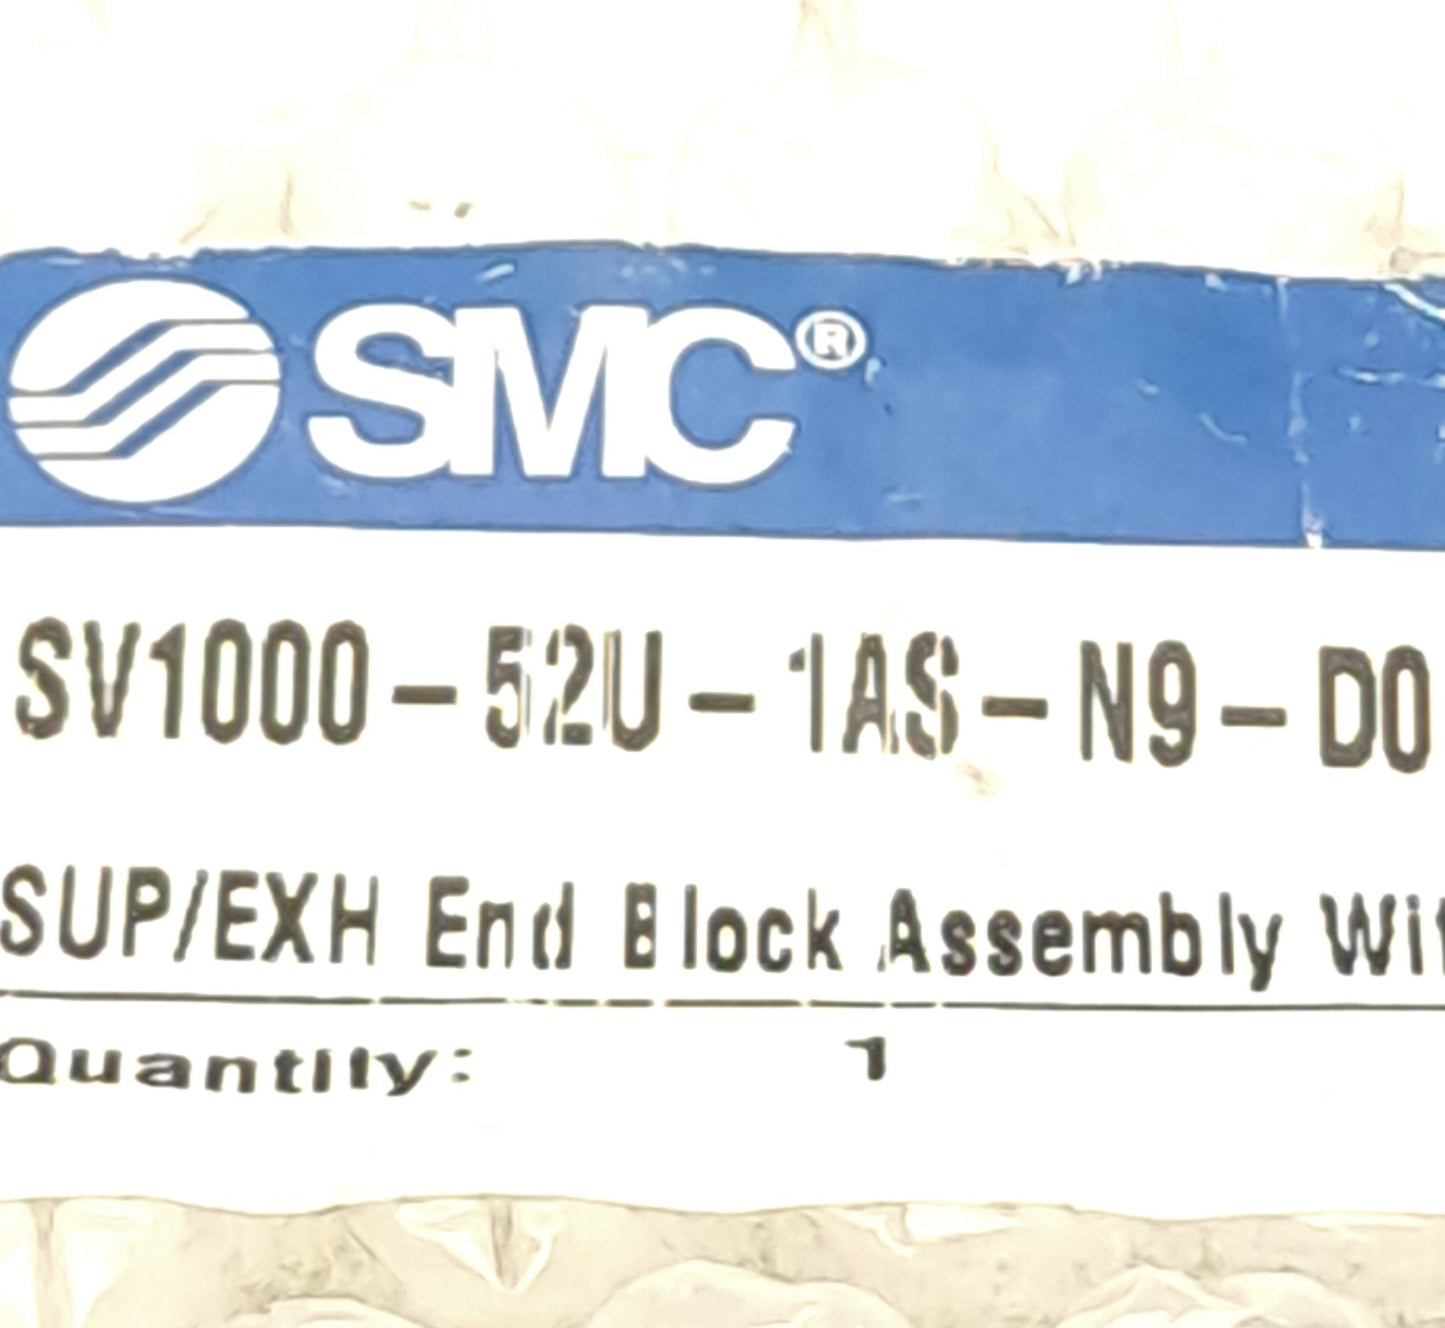 SMC®
SV1000-52U-1AS-N9-D0
SUP/EXH End Block Assembly
Quantity: 1